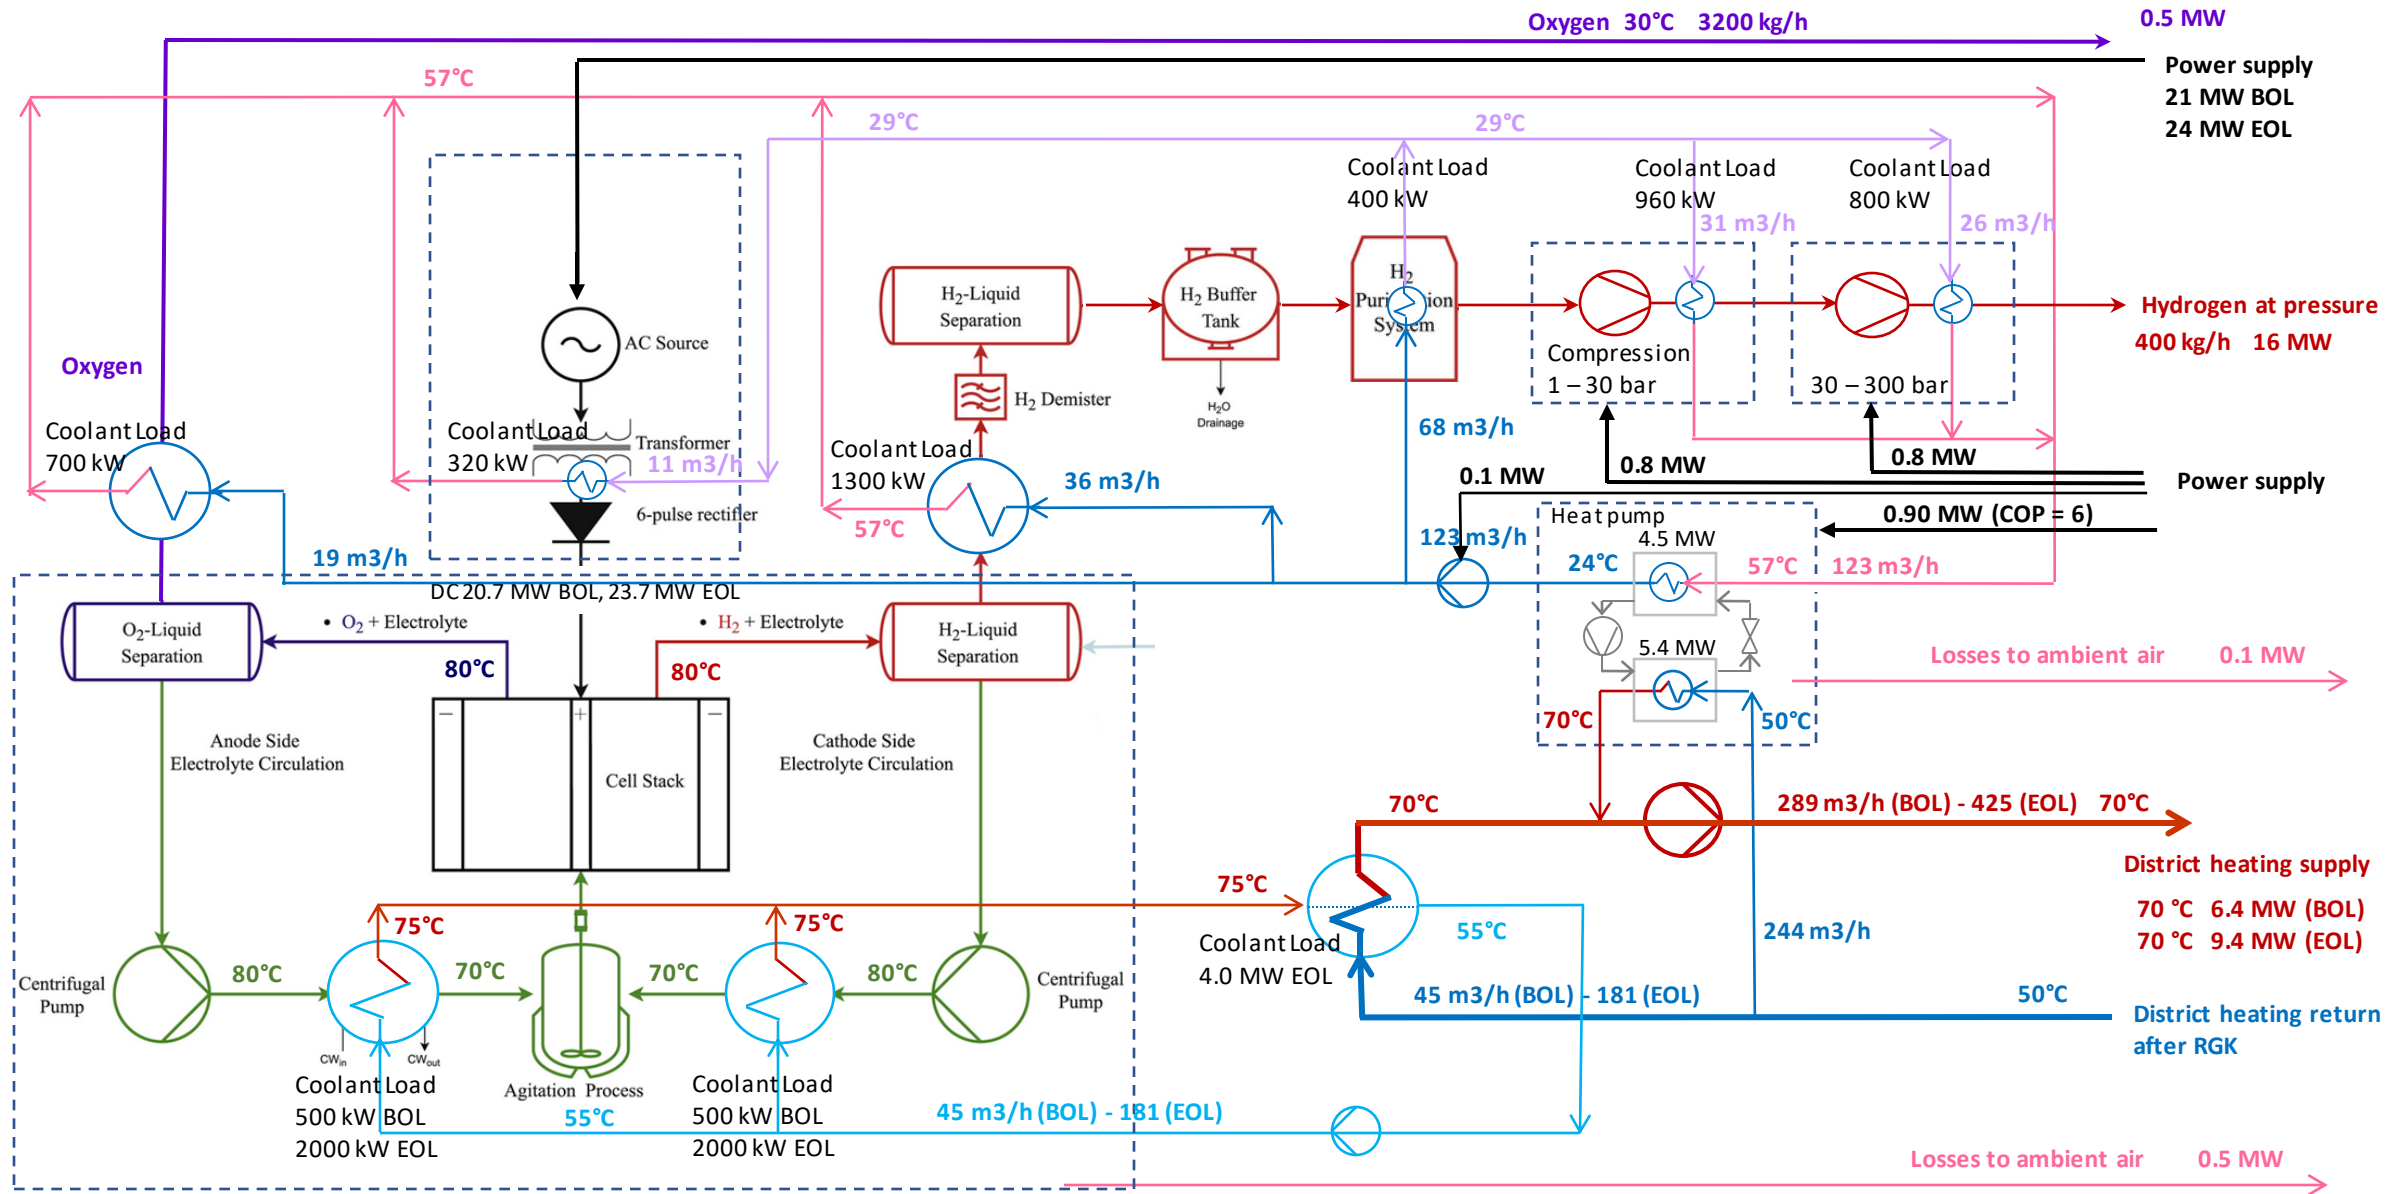 Oxygen 30°C 3200 kg/h
0.5 MW
Power supply
21 MW BOL
24 MW EOL
57°C
29°C
29°C
Coolant Load
400 kW
Coolant Load
960 kW
Coolant Load
800 kW
31 m3/h
26 m3/h
H2-Liquid
Separation
H2 Buffer
Tank
H2
Purification
System
AC Source
Hydrogen at pressure
400 kg/h 16 MW
Oxygen
Compression
1 – 30 bar
30 – 300 bar
H2 Demister
H2O
Drainage
Coolant Load
700 kW
Coolant Load
320 kW
Transformer
11 m3/h
Coolant Load
1300 kW
68 m3/h
36 m3/h
0.1 MW
0.8 MW
0.8 MW
Power supply
6-pulse rectifier
57°C
Heat pump
0.90 MW (COP = 6)
123 m3/h
4.5 MW
19 m3/h
24°C
57°C 123 m3/h
DC 20.7 MW BOL, 23.7 MW EOL
O2-Liquid
Separation
• O2 + Electrolyte
• H2 + Electrolyte
H2-Liquid
Separation
80°C
80°C
5.4 MW
Losses to ambient air 0.1 MW
− + −
70°C
50°C
Anode Side
Electrolyte Circulation
Cathode Side
Electrolyte Circulation
Cell Stack
70°C
289 m3/h (BOL) - 425 (EOL) 70°C
District heating supply
70 °C 6.4 MW (BOL)
70 °C 9.4 MW (EOL)
75°C
75°C
75°C
55°C
244 m3/h
Coolant Load
4.0 MW EOL
Centrifugal
Pump
80°C
70°C
70°C
80°C
Centrifugal
Pump
45 m3/h (BOL) - 181 (EOL)
50°C
District heating return
after RGK
CWin
CWout
Coolant Load
500 kW BOL
2000 kW EOL
Agitation Process
55°C
Coolant Load
500 kW BOL
2000 kW EOL
45 m3/h (BOL) - 181 (EOL)
Losses to ambient air 0.5 MW